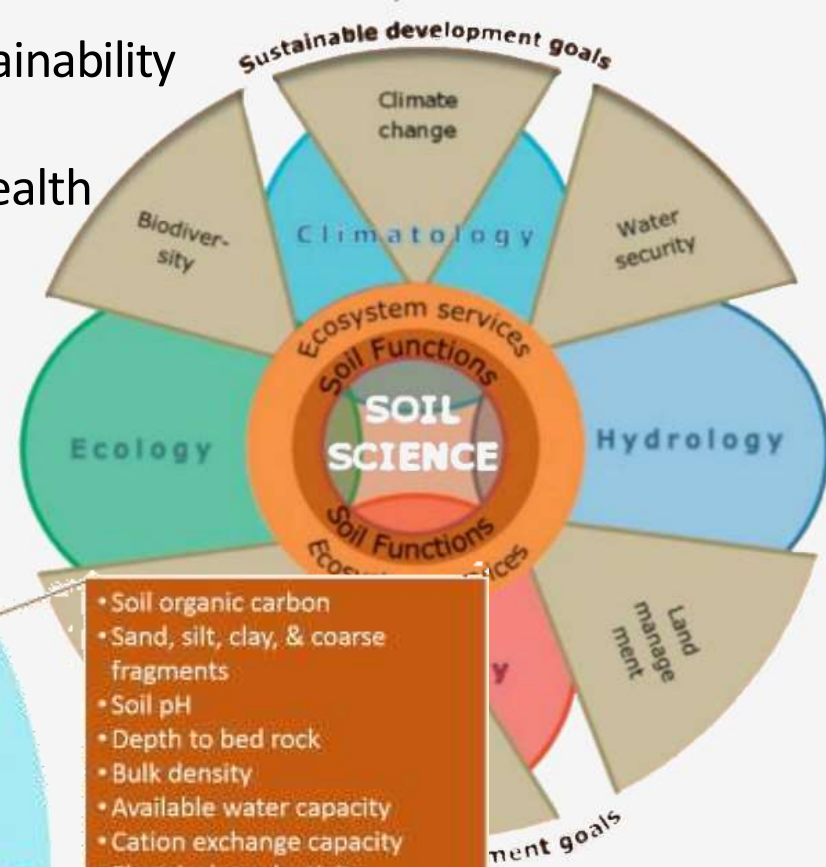 ainability
ealth
Sustainable development goals
Climate
change
Biodiver-
sity
Water
security
Climatology
Ecosystem services
Soil Functions
SOIL
SCIENCE
Ecology
Hydrology
Soil Functions
Land
manage
ment
y
• Soil organic carbon
• Sand, silt, clay, & coarse
fragments
• Soil pH
• Depth to bed rock
• Bulk density
• Available water capacity
• Cation exchange capacity
ment goals